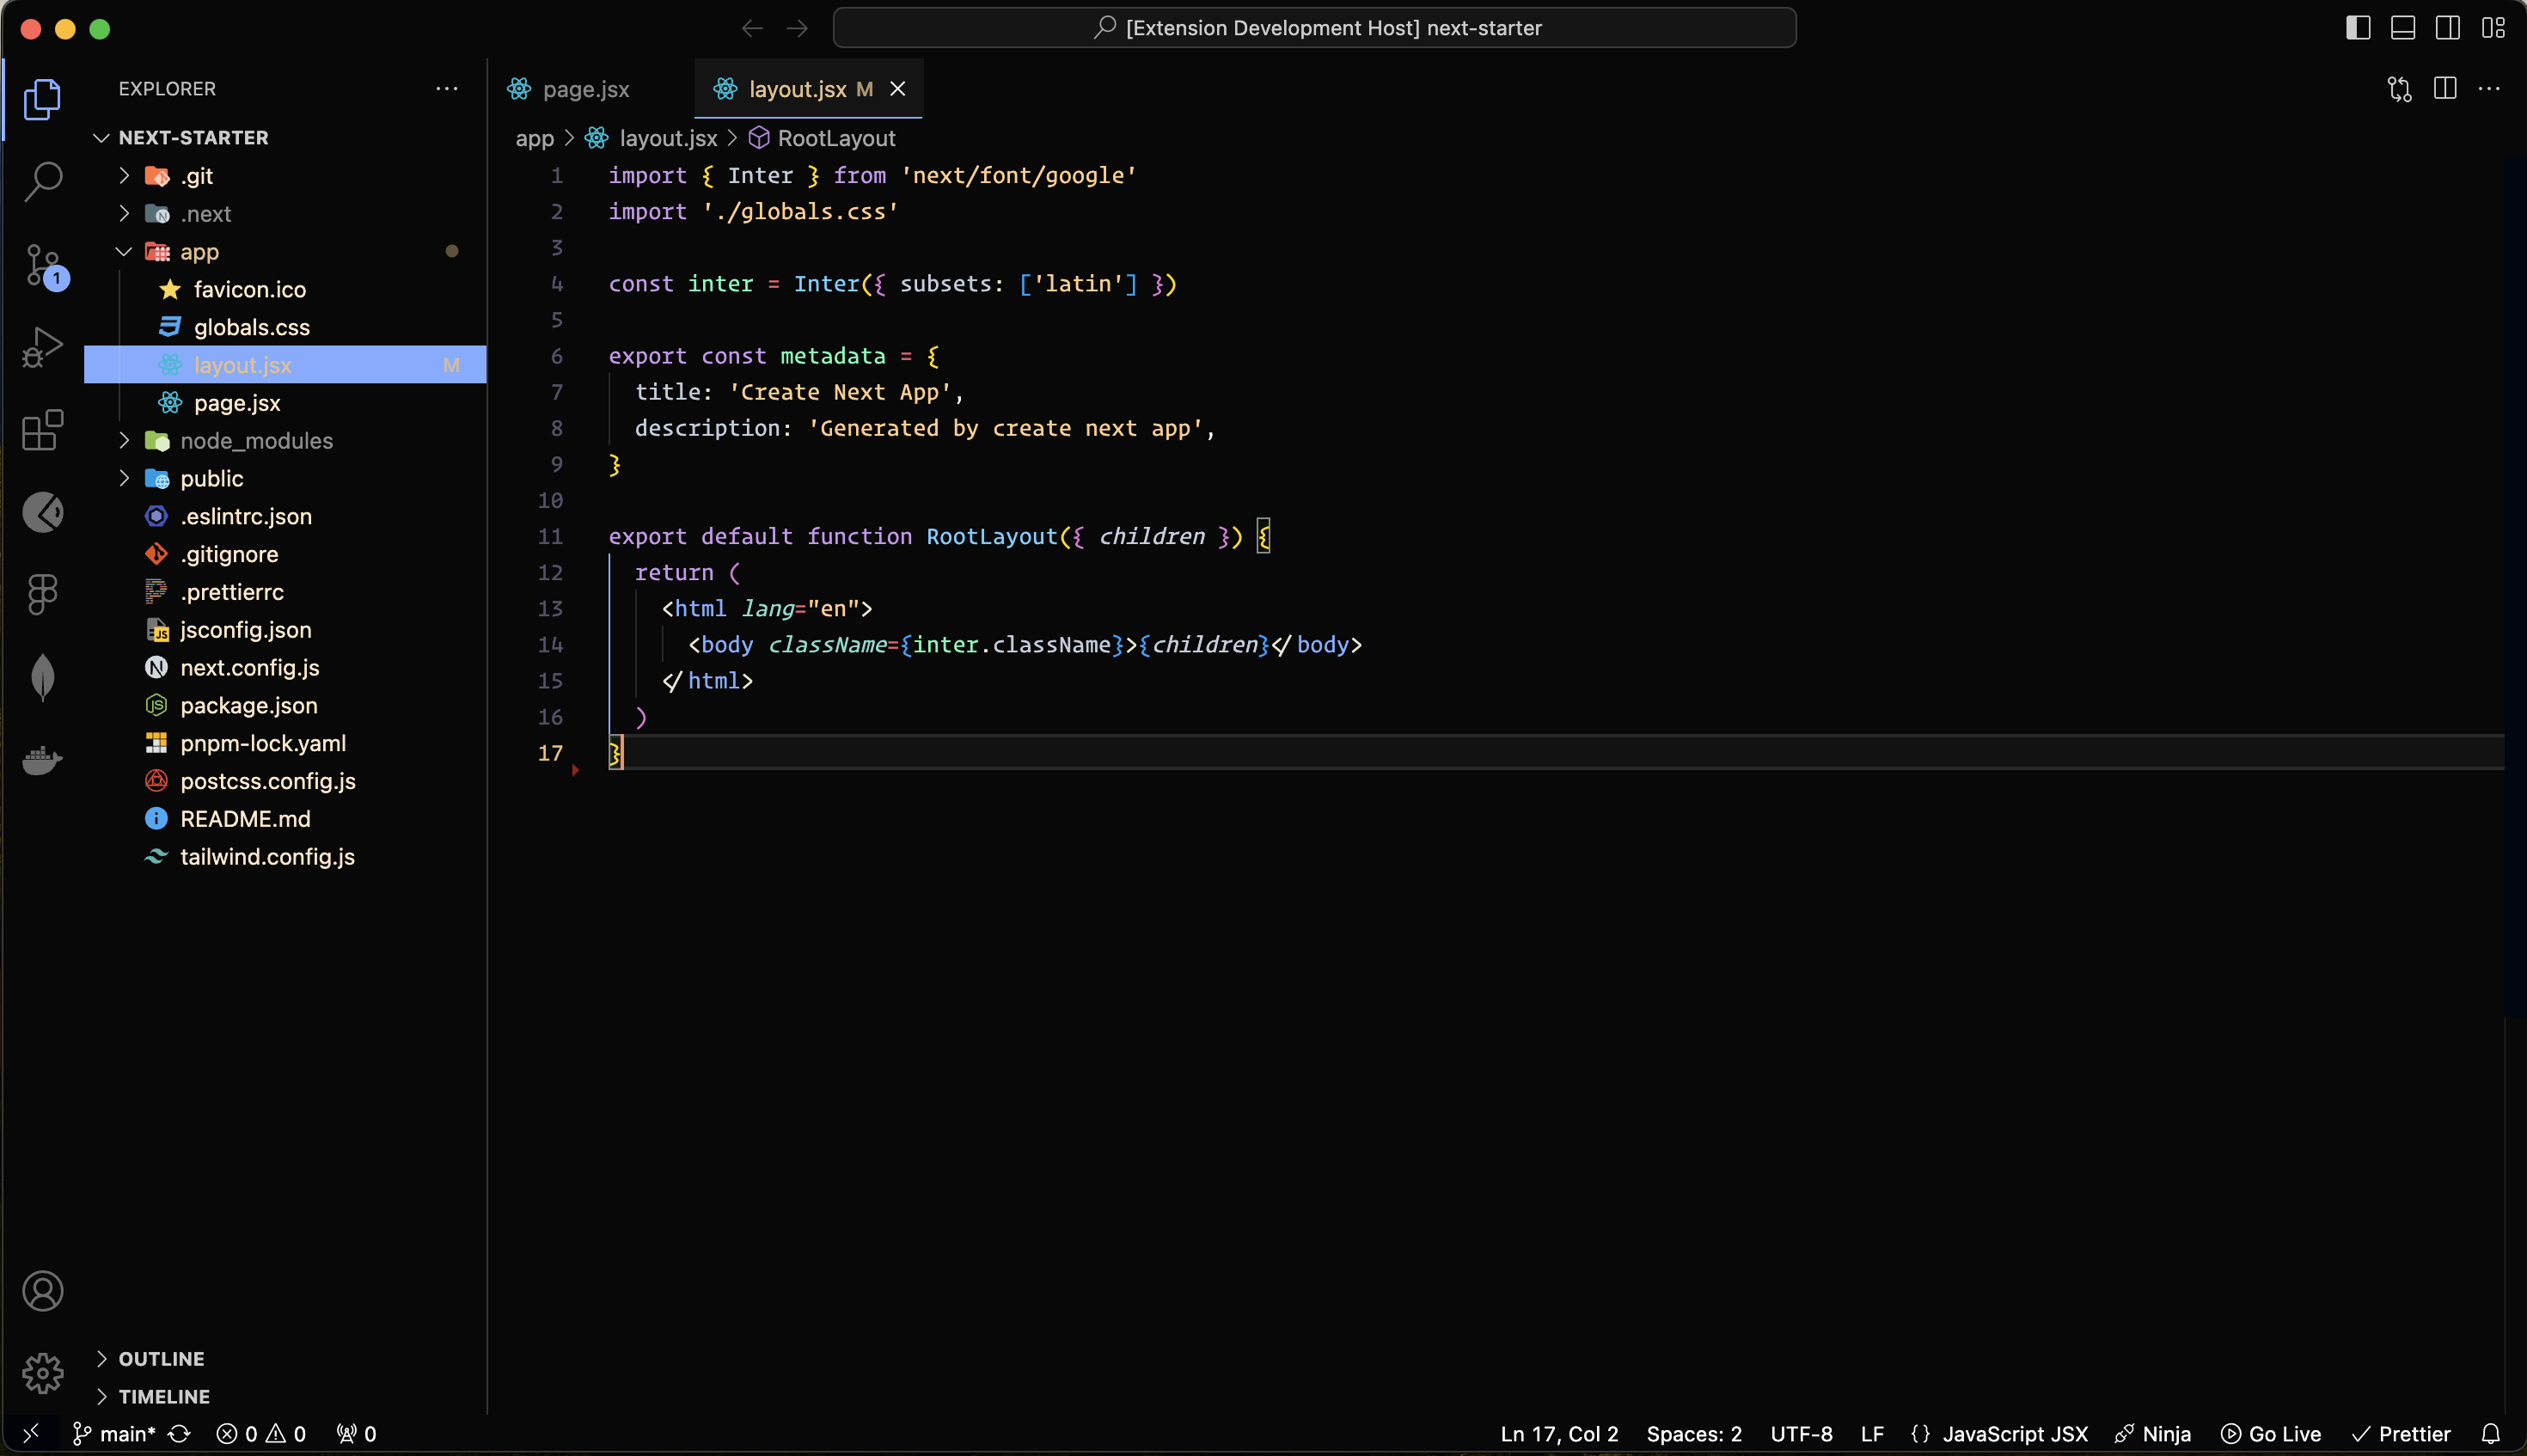 [Extension Development Host] next-starter
EXPLORER
NEXT-STARTER
.git
.next
app
favicon.ico
globals.css
layout.jsx M
page.jsx
node_modules
public
.eslintrc.json
.gitignore
.prettierrc
jsconfig.json
next.config.js
package.json
pnpm-lock.yaml
postcss.config.js
README.md
tailwind.config.js
OUTLINE
TIMELINE
1
page.jsx
layout.jsx M
app > layout.jsx > RootLayout
1 import { Inter } from 'next/font/google'
2 import './globals.css'
3
4 const inter = Inter({ subsets: ['latin'] })
5
6 export const metadata = {
7 title: 'Create Next App',
8 description: 'Generated by create next app',
9 }
10
11 export default function RootLayout({ children }) {
12 return (
13 <html lang="en">
14 <body className={inter.className}>{children}</body>
15 </html>
16 )
17 }
main* 0 0 0 Ln 17, Col 2 Spaces: 2 UTF-8 LF {} JavaScript JSX Ninja Go Live Prettier